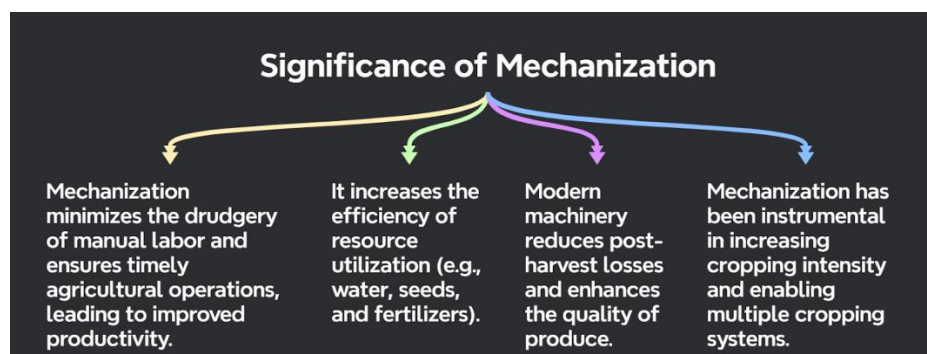 Significance of Mechanization
Mechanization
minimizes the drudgery
of manual labor and
ensures timely
agricultural operations,
leading to improved
productivity.
It increases the
efficiency of
resource
utilization (e.g.,
water, seeds,
and fertilizers).
Modern
machinery
reduces post-
harvest losses
and enhances
the quality of
produce.
Mechanization has
been instrumental
in increasing
cropping intensity
and enabling
multiple cropping
systems.